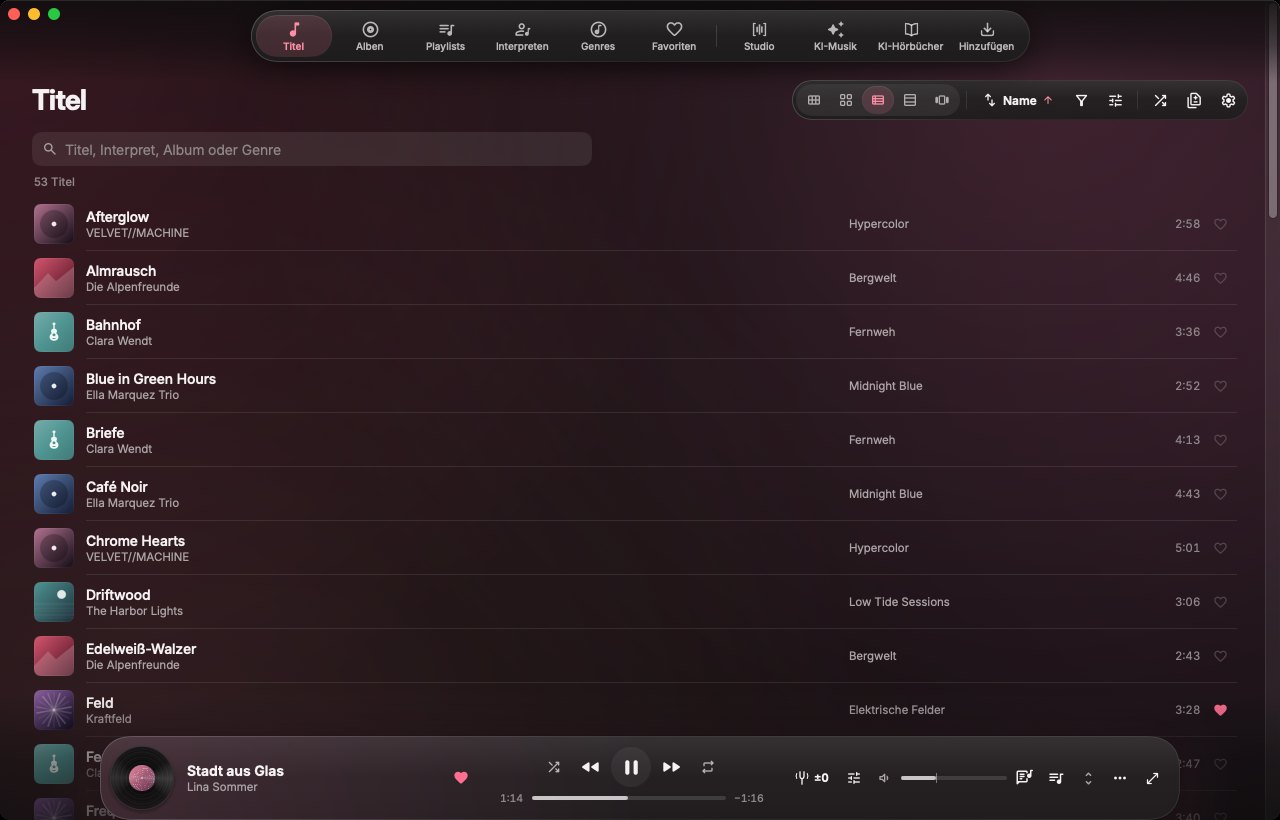 Titel
Alben
Playlists
Interpreten
Genres
Favoriten
Studio
KI-Musik
KI-Hörbücher
Hinzufügen
Titel
Name
Titel, Interpret, Album oder Genre
53 Titel
Afterglow
VELVET//MACHINE
Hypercolor
2:58
Almrausch
Die Alpenfreunde
Bergwelt
4:46
Bahnhof
Clara Wendt
Fernweh
3:36
Blue in Green Hours
Ella Marquez Trio
Midnight Blue
2:52
Briefe
Clara Wendt
Fernweh
4:13
Café Noir
Ella Marquez Trio
Midnight Blue
4:43
Chrome Hearts
VELVET//MACHINE
Hypercolor
5:01
Driftwood
The Harbor Lights
Low Tide Sessions
3:06
Edelweiß-Walzer
Die Alpenfreunde
Bergwelt
2:43
Feld
Kraftfeld
Elektrische Felder
3:28
:47
3:40
Stadt aus Glas
Lina Sommer
1:14
−1:16
±0